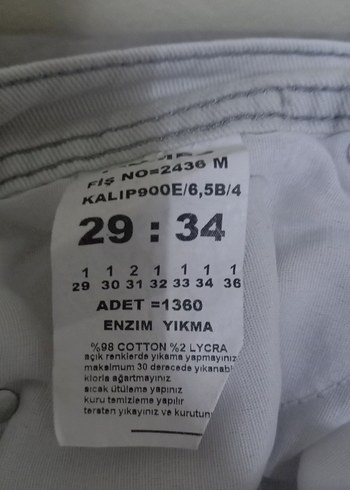 FİŞ NO=2436 M
KALIP900E/6,5B/4
29 : 34
1 1 2 1 1 1 1
29 30 31 32 33 34 36
ADET =1360
ENZIM YIKMA
%98 COTTON %2 LYCRA
açık renklerde yıkama yapmayınız
maksimum 30 derecede yıkanabl
klorla ağartmayınız
sıcak ütüleme yapınız
kuru temizleme yapılır
tersten yıkayınız ve kurutun